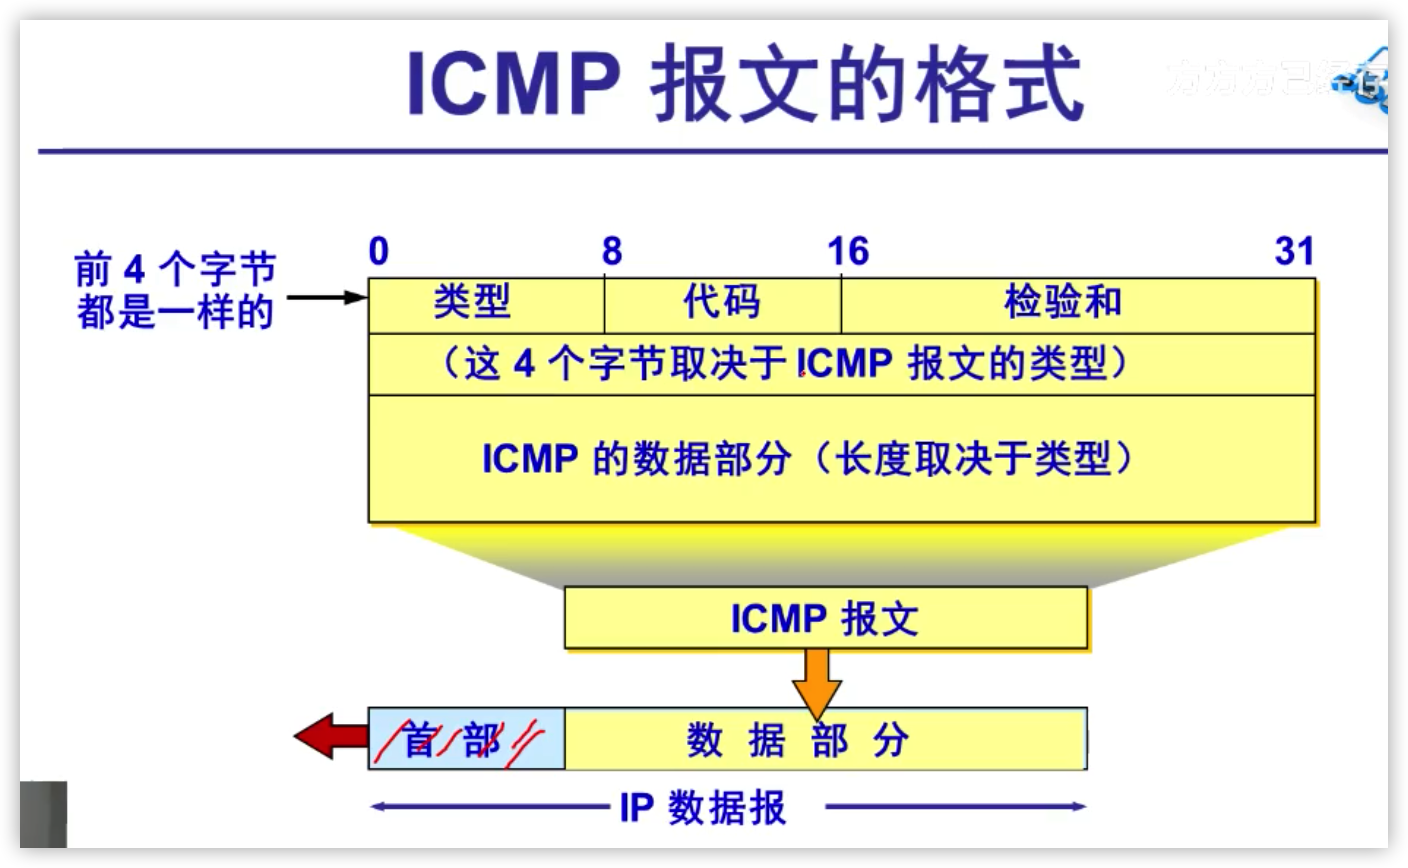 ICMP 报文的格式
0 8 16 31
前 4 个字节
都是一样的
类型 代码 检验和
（这 4 个字节取决于 ICMP 报文的类型）
ICMP 的数据部分（长度取决于类型）
ICMP 报文
首 部 数 据 部 分
IP 数据报